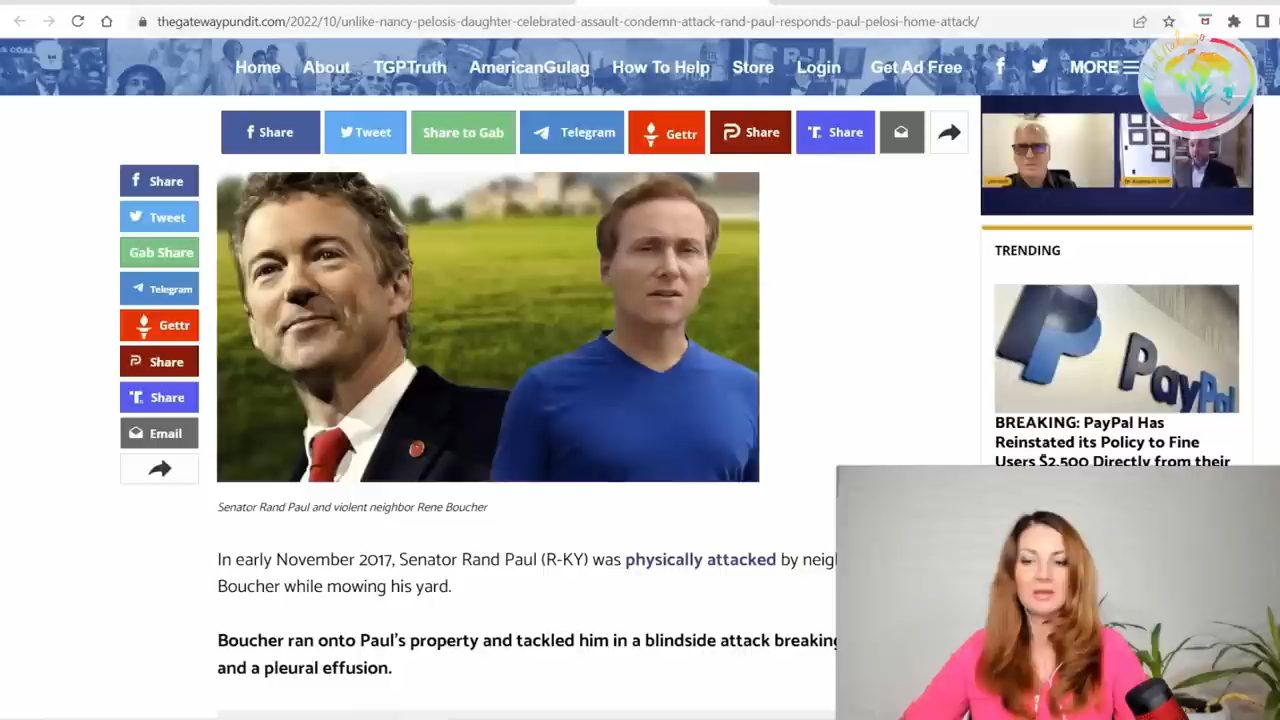 thegatewaypundit.com/2022/10/unlike-nancy-pelosis-daughter-celebrated-assault-condemn-attack-rand-paul-responds-paul-pelosi-home-attack/
Home About TGPTruth AmericanGulag How To Help Store Login Get Ad Free MORE
Share Tweet Share to Gab Telegram Gettr Share Share
Share
Tweet
Gab Share
Telegram
Gettr
Share
Share
Email
Senator Rand Paul and violent neighbor Rene Boucher
In early November 2017, Senator Rand Paul (R-KY) was physically attacked by neig
Boucher while mowing his yard.
Boucher ran onto Paul's property and tackled him in a blindside attack breaking
and a pleural effusion.
TRENDING
PayPal
BREAKING: PayPal Has
Reinstated its Policy to Fine
Users $2,500 Directly from their